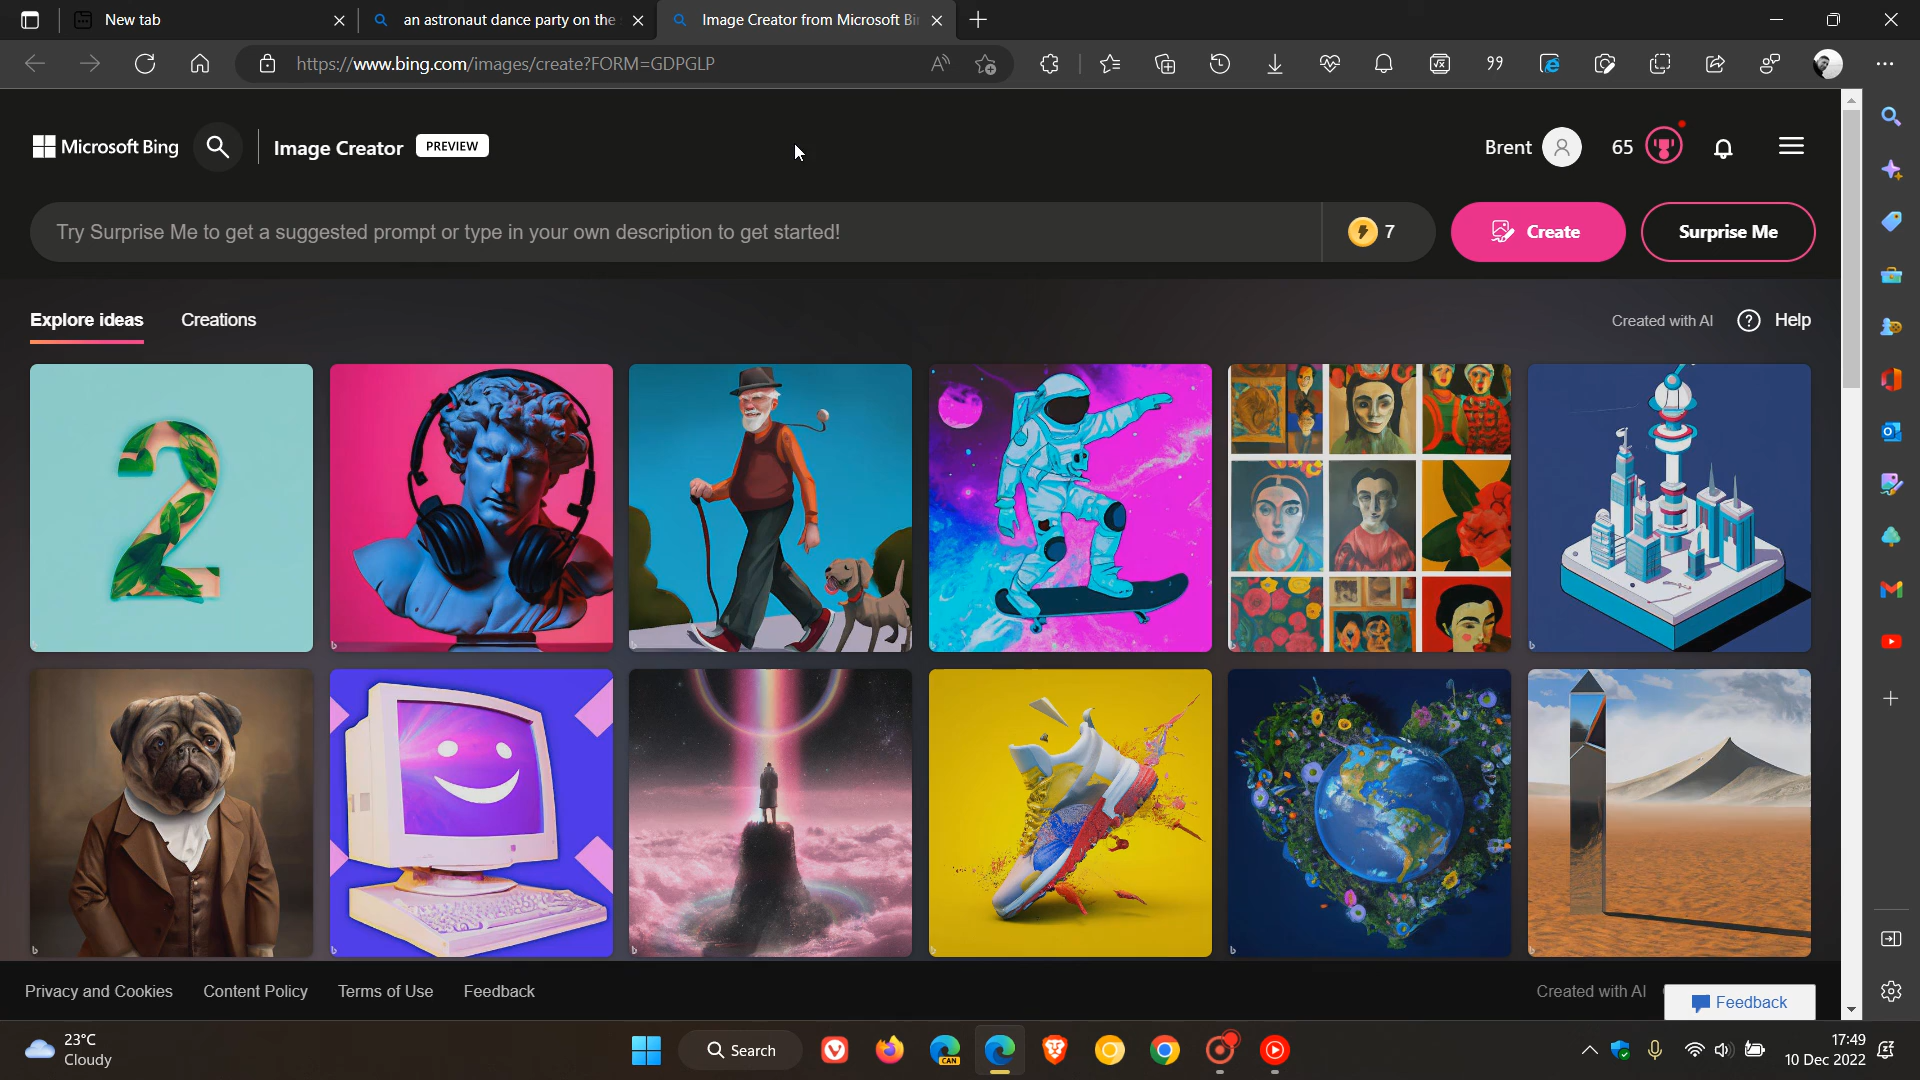 New tab
an astronaut dance party on the
Image Creator from Microsoft Bi
https://www.bing.com/images/create?FORM=GDPGLP
Microsoft Bing
Image Creator
PREVIEW
Brent
65
Try Surprise Me to get a suggested prompt or type in your own description to get started!
7
Create
Surprise Me
Explore ideas
Creations
Created with AI
Help
2
Privacy and Cookies
Content Policy
Terms of Use
Feedback
Created with AI
Feedback
23°C
Cloudy
Search
CAN
17:49
10 Dec 2022